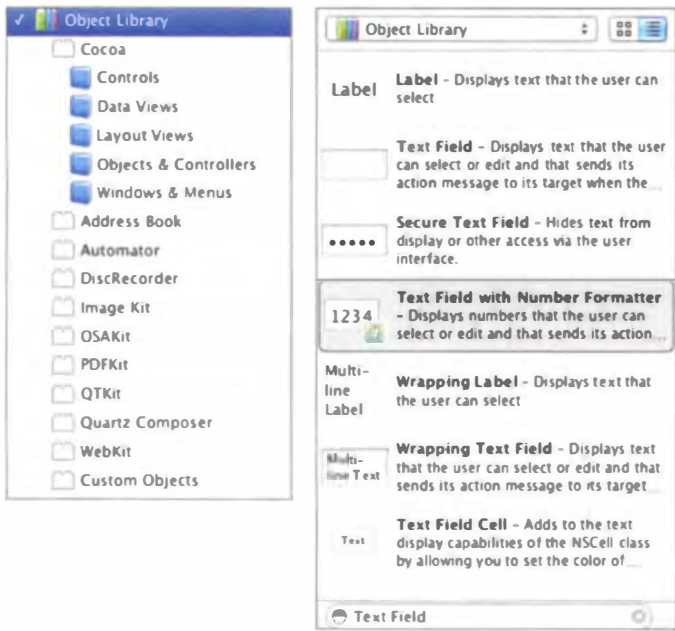 Object Library
Cocoa
Controls
Data Views
Layout Views
Objects & Controllers
Windows & Menus
Address Book
Automator
DiscRecorder
Image Kit
OSAKit
PDFKit
QTKit
Quartz Composer
WebKit
Custom Objects
Object Library
Label
Label – Displays text that the user can
select
Text Field – Displays text that the user
can select or edit and that sends its
action message to its target when the...
Secure Text Field – Hides text from
display or other access via the user
interface.
1234
Text Field with Number Formatter
– Displays numbers that the user can
select or edit and that sends its action...
Multi-
line
Label
Wrapping Label – Displays text that
the user can select
Multi-
line Text
Wrapping Text Field – Displays text
that the user can select or edit and that
sends its action message to its target...
Text
Text Field Cell – Adds to the text
display capabilities of the NSCell class
by allowing you to set the color of...
Text Field